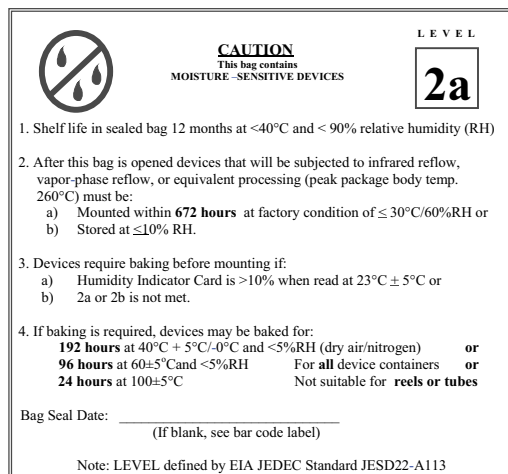 L E V E L
CAUTION
This bag contains
MOISTURE –SENSITIVE DEVICES
2a
1. Shelf life in sealed bag 12 months at <40°C and < 90% relative humidity (RH)
2. After this bag is opened devices that will be subjected to infrared reflow,
vapor-phase reflow, or equivalent processing (peak package body temp.
260°C) must be:
a) Mounted within 672 hours at factory condition of ≤ 30°C/60%RH or
b) Stored at ≤10% RH.
3. Devices require baking before mounting if:
a) Humidity Indicator Card is >10% when read at 23°C ± 5°C or
b) 2a or 2b is not met.
4. If baking is required, devices may be baked for:
192 hours at 40°C + 5°C/-0°C and <5%RH (dry air/nitrogen) or
96 hours at 60±5°Cand <5%RH For all device containers or
24 hours at 100±5°C Not suitable for reels or tubes
Bag Seal Date: ______________________________
(If blank, see bar code label)
Note: LEVEL defined by EIA JEDEC Standard JESD22-A113